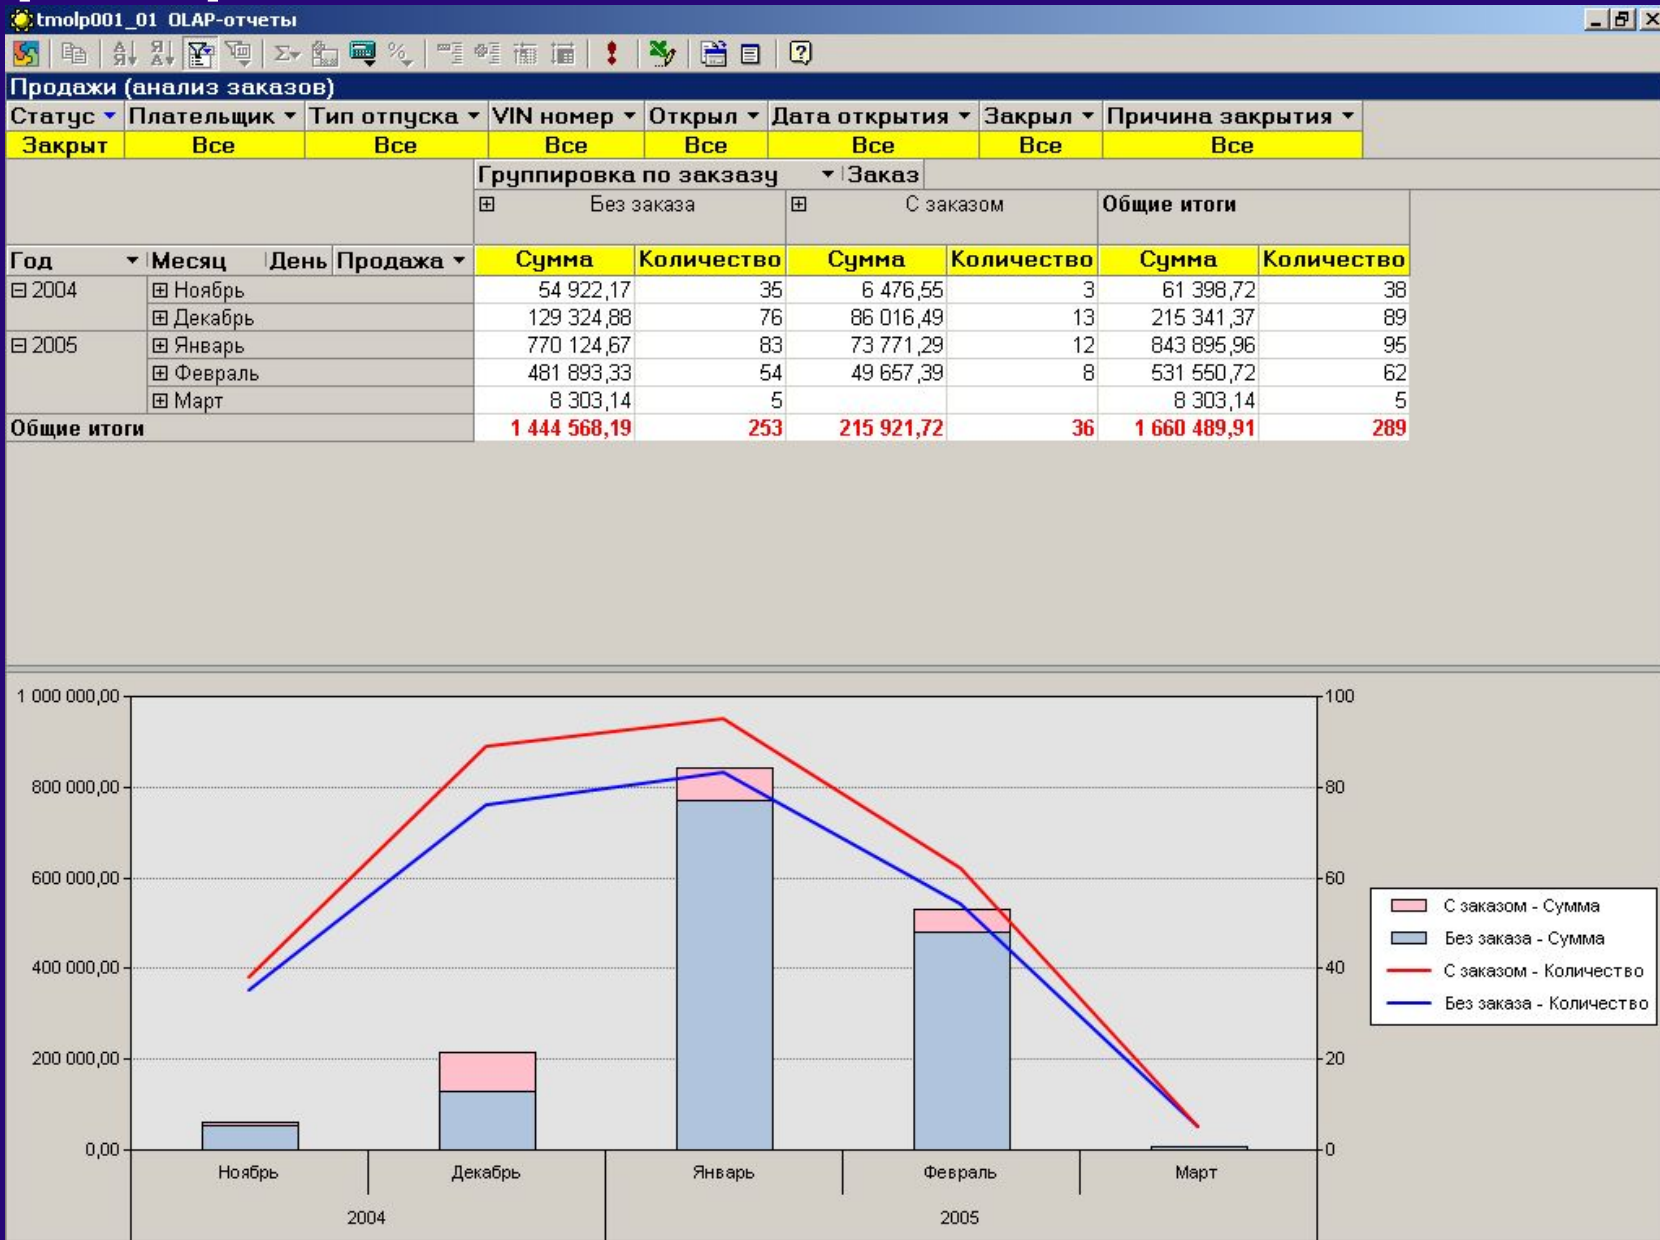 tmolp001_01 OLAP-отчеты
Продажи (анализ заказов)
Статус Плательщик Тип отпуска VIN номер Открыл Дата открытия Закрыл Причина закрытия
Закрыт Все Все Все Все Все Все Все
Группировка по закзазу Заказ
Без заказа С заказом Общие итоги
Год Месяц День Продажа Сумма Количество Сумма Количество Сумма Количество
2004 Ноябрь 54 922,17 35 6 476,55 3 61 398,72 38
Декабрь 129 324,88 76 86 016,49 13 215 341,37 89
2005 Январь 770 124,67 83 73 771,29 12 843 895,96 95
Февраль 481 893,33 54 49 657,39 8 531 550,72 62
Март 8 303,14 5 8 303,14 5
Общие итоги 1 444 568,19 253 215 921,72 36 1 660 489,91 289
1 000 000,00 100
800 000,00 80
600 000,00 60
С заказом - Сумма
Без заказа - Сумма
400 000,00 40 С заказом - Количество
Без заказа - Количество
200 000,00 20
0,00 0
Ноябрь Декабрь Январь Февраль Март
2004 2005